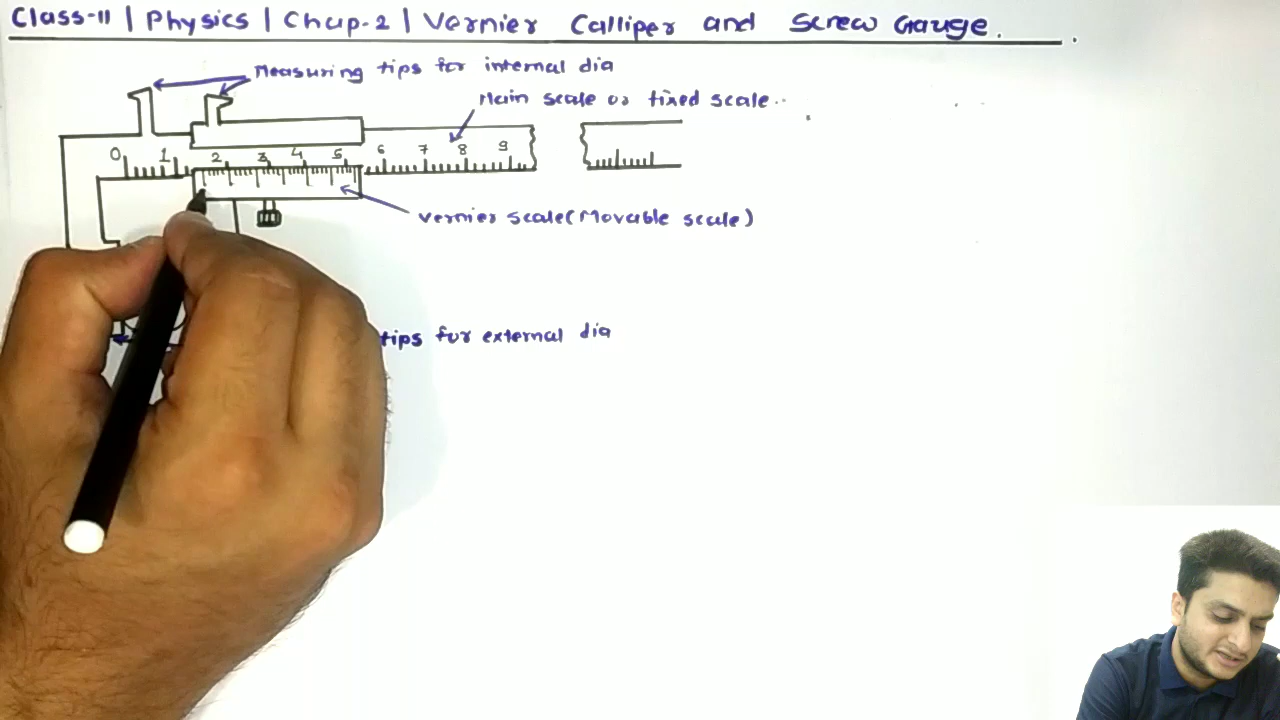 Class-11 | Physics | Chap-2 | Vernier Calliper and Screw Gauge.
Measuring tips for internal dia
Main scale or fixed scale..
0 1 2 3 4 5 6 7 8 9
Vernier scale (Movable scale)
tips for external dia